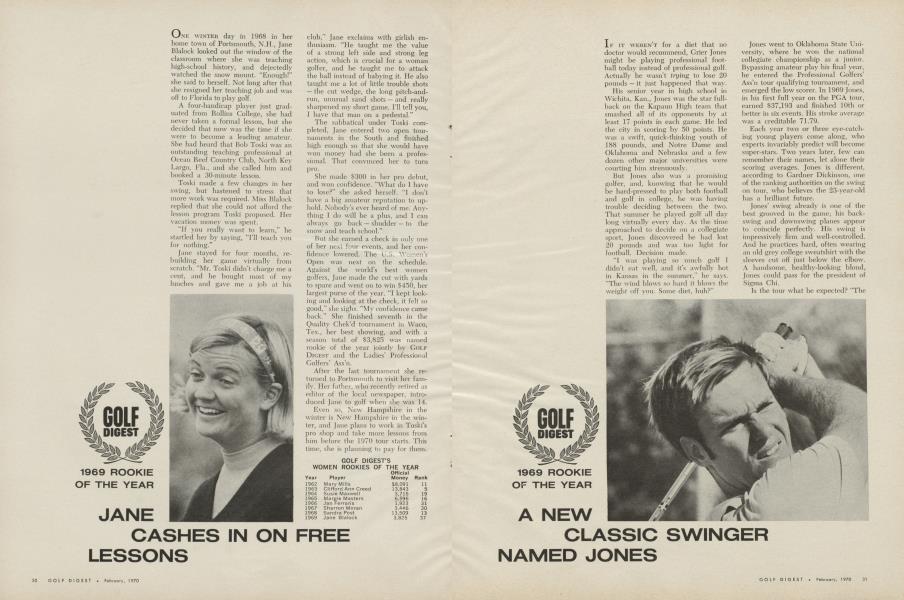 ONE WINTER day in 1968 in her
home town of Portsmouth, N.H., Jane
Blalock looked out the window of the
classroom where she was teaching
high-school history, and dejectedly
watched the snow mount. "Enough!"
she said to herself. Not long after that
she resigned her teaching job and was
off to Florida to play golf.
A four-handicap player just grad-
uated from Rollins College, she had
never taken a formal lesson, but she
decided that now was the time if she
were to become a leading amateur.
She had heard that Bob Toski was an
outstanding teaching professional at
Ocean Reef Country Club, North Key
Largo, Fla., and she called him and
booked a 30-minute lesson.
Toski made a few changes in her
swing, but hastened to stress that
more work was required. Miss Blalock
replied that she could not afford the
lesson program Toski proposed. Her
vacation money was spent.
"If you really want to learn," he
startled her by saying, "I'll teach you
for nothing."
Jane stayed for four months, re-
building her game virtually from
scratch. "Mr. Toski didn't charge me a
cent, and he bought most of my
lunches and gave me a job at his
club," Jane exclaims with girlish en-
thusiasm. "He taught me the value
of a strong left side and strong leg
action, which is crucial for a woman
golfer, and he taught me to attack
the ball instead of babying it. He also
taught me a lot of little trouble shots
— the cut wedge, the long pitch-and-
run, unusual sand shots — and really
sharpened my short game. I'll tell you,
I have that man on a pedestal."
The sabbatical under Toski com-
pleted, Jane entered two open tour-
naments in the South and finished
high enough so that she would have
won money had she been a profes-
sional. That convinced her to turn
pro.
She made $300 in her pro debut,
and won confidence. "What do I have
to lose?" she asked herself. "I don't
have a big amateur reputation to up-
hold. Nobody's ever heard of me. Any-
thing I do will be a plus, and I can
always go back — shudder — to the
snow and teach school."
But she earned a check in only one
of her next four events, and her con-
fidence lowered. The U.S. Women's
Open was next on the schedule.
Against the world's best women
golfers, Jane made the cut with yards
to spare and went on to win $450, her
largest purse of the year. "I kept look-
ing and looking at the check, it felt so
good," she sighs. "My confidence came
back." She finished seventh in the
Quality Chek'd tournament in Waco,
Tex., her best showing, and with a
season total of $3,825 was named
rookie of the year jointly by GOLF
DIGEST and the Ladies' Professional
Golfers' Ass'n.
After the last tournament she re-
turned to Portsmouth to visit her fam-
ily. Her father, who recently retired as
editor of the local newspaper, intro-
duced Jane to golf when she was 14.
Even so, New Hampshire in the
winter is New Hampshire in the win-
ter, and Jane plans to work in Toski's
pro shop and take more lessons from
him before the 1970 tour starts. This
time, she is planning to pay for them.
GOLF DIGEST'S
WOMEN ROOKIES OF THE YEAR
Year Player Official Money Rank
1962 Mary Mills $8,091 11
1963 Clifford Ann Creed 13,843 5
1964 Susie Maxwell 3,715 19
1965 Margie Masters 6,996 16
1966 Jan Ferraris 1,923 31
1967 Sharron Moran 3,446 30
1968 Sandra Post 13,509 13
1969 Jane Blalock 3,825 37
GOLF
DIGEST
1969 ROOKIE
OF THE YEAR
JANE
CASHES IN ON FREE
LESSONS
30 GOLF DIGEST • February, 1970
IF IT WEREN'T for a diet that no
doctor would recommend, Grier Jones
might be playing professional foot-
ball today instead of professional golf.
Actually he wasn't trying to lose 20
pounds — it just happened that way.
His senior year in high school in
Wichita, Kan., Jones was the star full-
back on the Kapaun High team that
smashed all of its opponents by at
least 17 points in each game. He led
the city in scoring by 50 points. He
was a swift, quick-thinking youth of
188 pounds, and Notre Dame and
Oklahoma and Nebraska and a few
dozen other major universities were
courting him strenuously.
But Jones also was a promising
golfer, and, knowing that he would
be hard-pressed to play both football
and golf in college, he was having
trouble deciding between the two.
That summer he played golf all day
long virtually every day. As the time
approached to decide on a collegiate
sport, Jones discovered he had lost
20 pounds and was too light for
football. Decision made.
"I was playing so much golf I
didn't eat well, and it's awfully hot
in Kansas in the summer," he says.
"The wind blows so hard it blows the
weight off you. Some diet, huh?"
Jones went to Oklahoma State Uni-
versity, where he was the national
collegiate championship as a junior.
Bypassing amateur play his final year,
he entered the Professional Golfers'
Ass'n tour qualifying tournament, and
emerged the low scorer. In 1969 Jones,
in his first full year on the PGA tour,
earned $37,193 and finished 10th or
better in six events. His stroke average
was a creditable 71.79.
Each year two or three eye-catch-
ing young players come along, who
experts invariably predict will become
super-stars. Two years later, few can
remember their names, let alone their
scoring averages. Jones is different,
according to Gardner Dickinson, one
of the ranking authorities on the swing
on tour, who believes the 23-year-old
has a brilliant future.
Jones' swing already is one of the
best grooved in the game; his back-
swing and downswing planes appear
to coincide perfectly. His swing is
impressively firm and well-controlled.
And he practices hard, often wearing
an old grey college sweatshirt with the
sleeves cut off just below the elbow.
A handsome, healthy-looking blond,
Jones could pass for the president of
Sigma Chi.
Is the tour what he expected? "The
GOLF
DIGEST
1969 ROOKIE
OF THE YEAR
A NEW
CLASSIC SWINGER
NAMED JONES
GOLF DIGEST • February, 1970 31